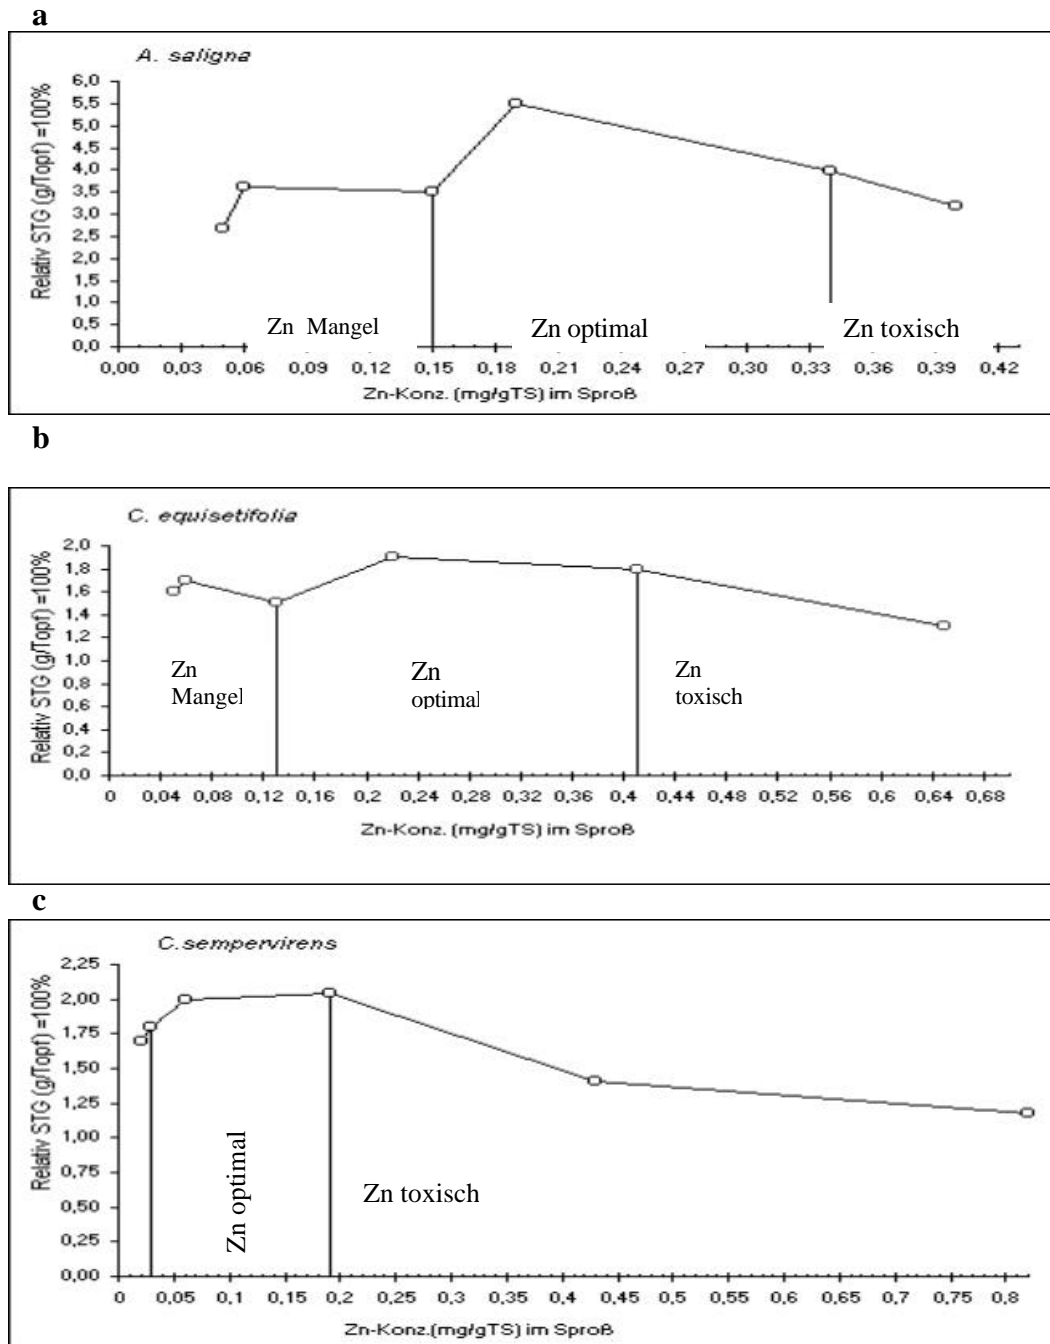 a
A. saligna
Relativ STG (g/Topf) =100%
6,0
5,5
5,0
4,5
4,0
3,5
3,0
2,5
2,0
1,5
1,0
0,5
0,0
Zn Mangel
Zn optimal
Zn toxisch
0,00 0,03 0,06 0,09 0,12 0,15 0,18 0,21 0,24 0,27 0,30 0,34 0,36 0,39 0,42
Zn-Konz. (mg/gTS) im Sproß
b
C. equisetifolia
Relativ STG (g/Topf) =100%
2,0
1,8
1,6
1,4
1,2
1,0
0,8
0,6
0,4
0,2
0,0
Zn
Mangel
Zn
optimal
Zn
toxisch
0 0,04 0,08 0,12 0,16 0,2 0,24 0,28 0,32 0,36 0,4 0,44 0,48 0,52 0,56 0,6 0,64 0,68
Zn-Konz. (mg/gTS) im Sproß
c
C.sempervirens
Relativ STG (g/Topf) =100%
2,25
2,00
1,75
1,50
1,25
1,00
0,75
0,50
0,25
0,00
Zn optimal
Zn toxisch
0 0,05 0,1 0,15 0,2 0,25 0,3 0,35 0,4 0,45 0,5 0,55 0,6 0,65 0,7 0,75 0,8
Zn-Konz.(mg/gTS) im Sproß